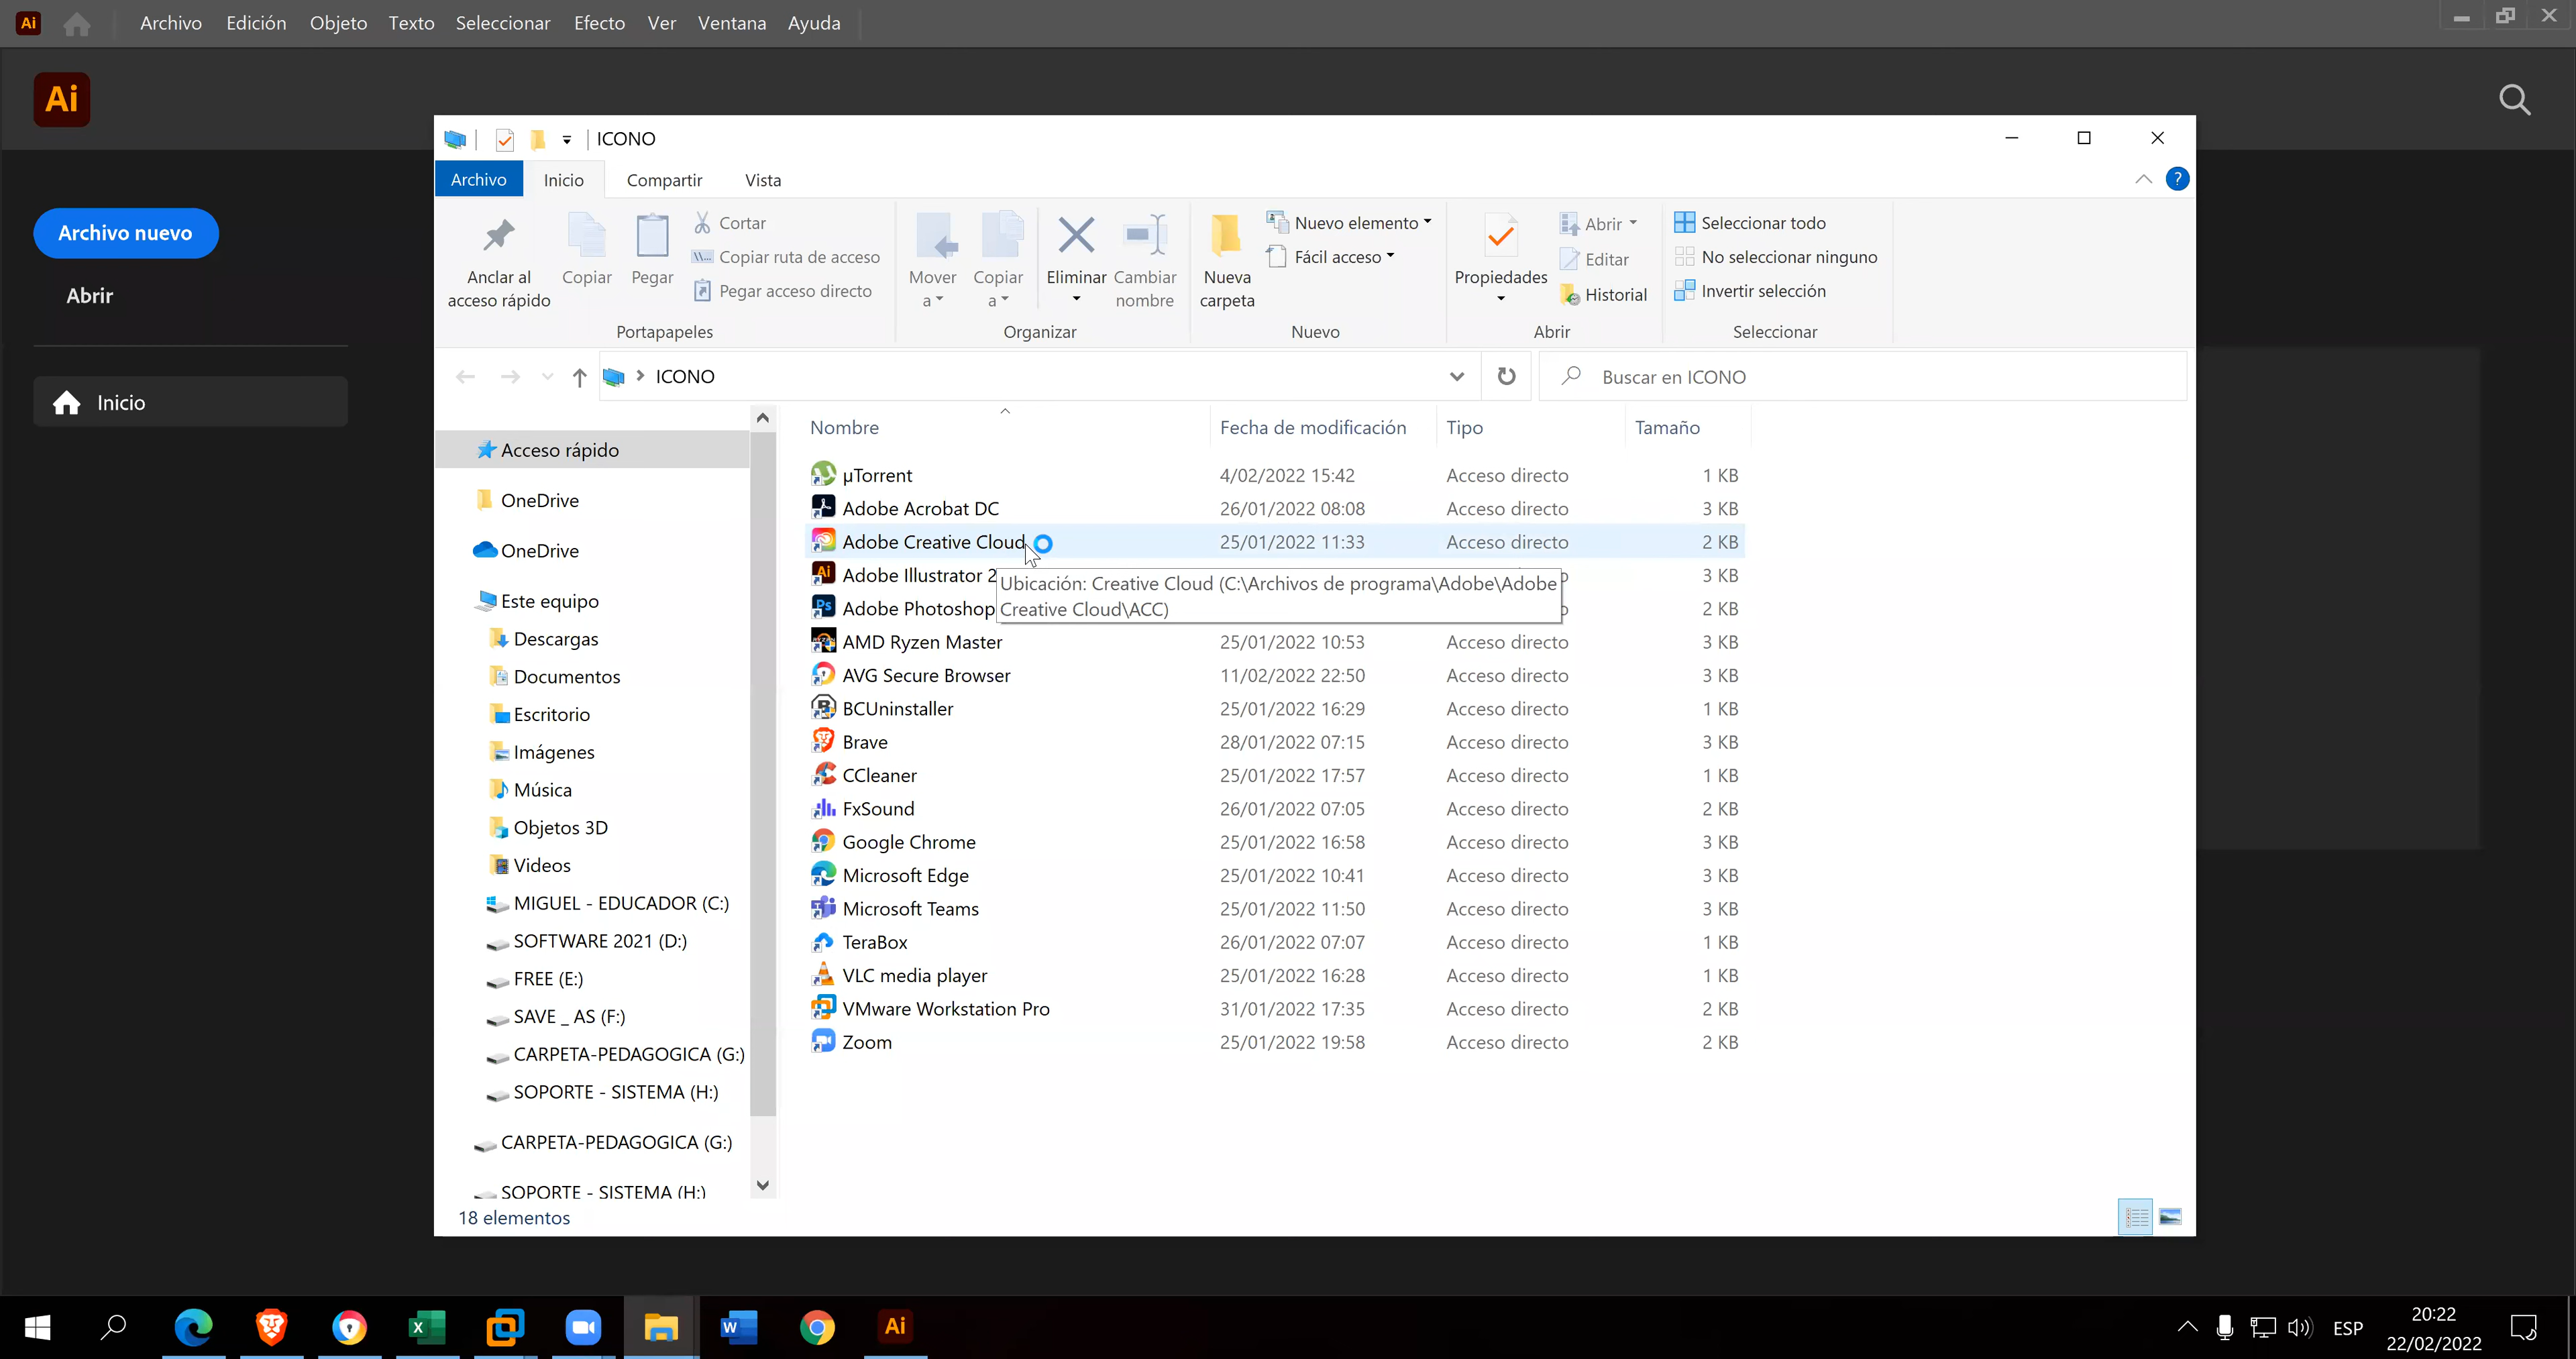 Ai Archivo Edición Objeto Texto Seleccionar Efecto Ver Ventana Ayuda
Ai
Archivo nuevo
Abrir
Inicio
ICONO
Archivo Inicio Compartir Vista ?
Anclar al acceso rápido
Copiar
Pegar
Cortar
Copiar ruta de acceso
Pegar acceso directo
Portapapeles
Mover a
Copiar a
Eliminar
Cambiar nombre
Organizar
Nueva carpeta
Nuevo elemento
Fácil acceso
Nuevo
Propiedades
Abrir
Editar
Historial
Abrir
Seleccionar todo
No seleccionar ninguno
Invertir selección
Seleccionar
ICONO
Buscar en ICONO
Acceso rápido
OneDrive
OneDrive
Este equipo
Descargas
Documentos
Escritorio
Imágenes
Música
Objetos 3D
Videos
MIGUEL - EDUCADOR (C:)
SOFTWARE 2021 (D:)
FREE (E:)
SAVE _ AS (F:)
CARPETA-PEDAGOGICA (G:)
SOPORTE - SISTEMA (H:)
CARPETA-PEDAGOGICA (G:)
SOPORTE - SISTEMA (H:)
Nombre Fecha de modificación Tipo Tamaño
µTorrent 4/02/2022 15:42 Acceso directo 1 KB
Adobe Acrobat DC 26/01/2022 08:08 Acceso directo 3 KB
Adobe Creative Cloud 25/01/2022 11:33 Acceso directo 2 KB
Adobe Illustrator 2 3 KB
Adobe Photoshop 2 KB
Ubicación: Creative Cloud (C:\Archivos de programa\Adobe\Adobe
Creative Cloud\ACC)
AMD Ryzen Master 25/01/2022 10:53 Acceso directo 3 KB
AVG Secure Browser 11/02/2022 22:50 Acceso directo 3 KB
BCUninstaller 25/01/2022 16:29 Acceso directo 1 KB
Brave 28/01/2022 07:15 Acceso directo 3 KB
CCleaner 25/01/2022 17:57 Acceso directo 1 KB
FxSound 26/01/2022 07:05 Acceso directo 2 KB
Google Chrome 25/01/2022 16:58 Acceso directo 3 KB
Microsoft Edge 25/01/2022 10:41 Acceso directo 3 KB
Microsoft Teams 25/01/2022 11:50 Acceso directo 3 KB
TeraBox 26/01/2022 07:07 Acceso directo 1 KB
VLC media player 25/01/2022 16:28 Acceso directo 1 KB
VMware Workstation Pro 31/01/2022 17:35 Acceso directo 2 KB
Zoom 25/01/2022 19:58 Acceso directo 2 KB
18 elementos
ESP
20:22
22/02/2022